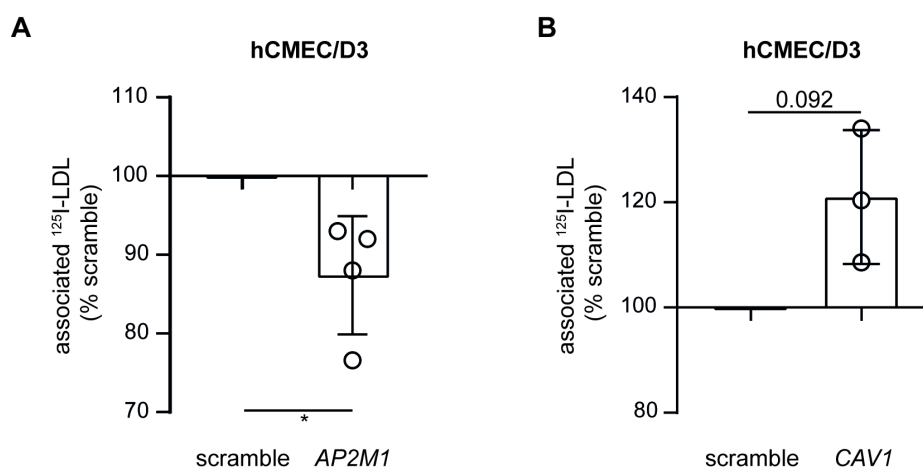 A
hCMEC/D3
110
100
90
80
70
associated ¹²⁵I-LDL
(% scramble)
*
scramble AP2M1
B
hCMEC/D3
140
120
100
80
associated ¹²⁵I-LDL
(% scramble)
0.092
scramble CAV1